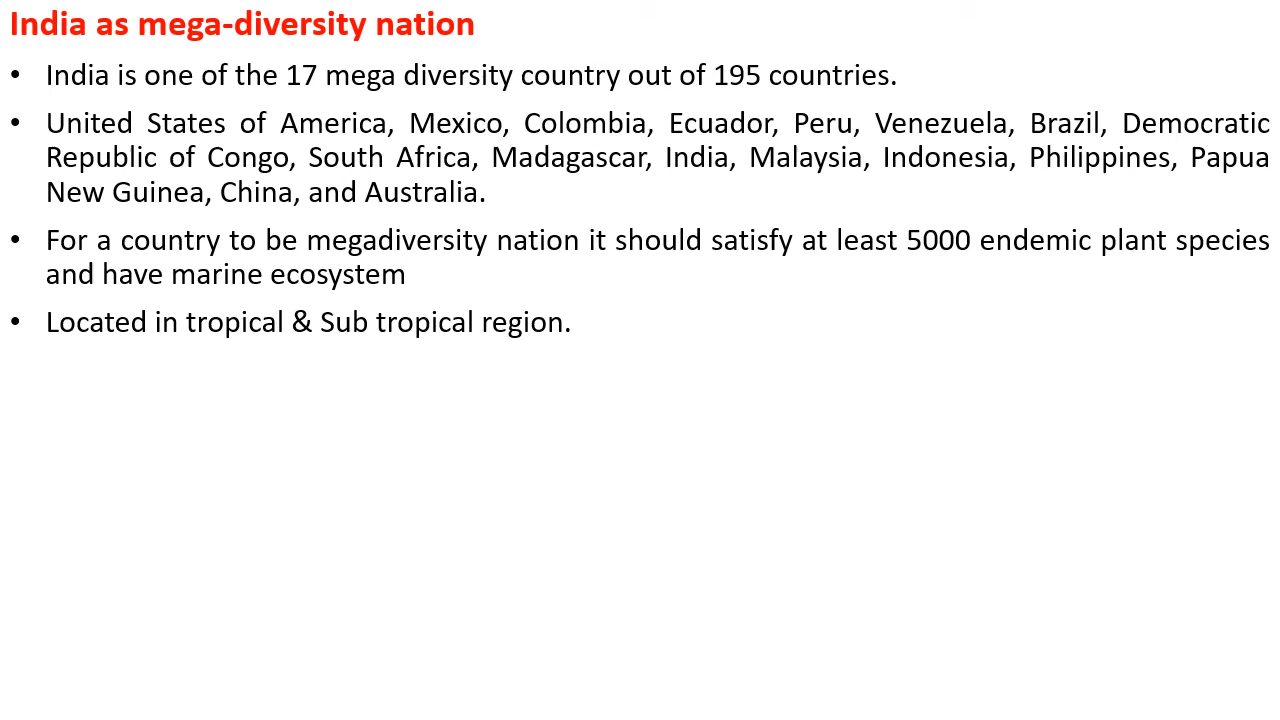 India as mega-diversity nation
• India is one of the 17 mega diversity country out of 195 countries.
• United States of America, Mexico, Colombia, Ecuador, Peru, Venezuela, Brazil, Democratic
Republic of Congo, South Africa, Madagascar, India, Malaysia, Indonesia, Philippines, Papua
New Guinea, China, and Australia.
• For a country to be megadiversity nation it should satisfy at least 5000 endemic plant species
and have marine ecosystem
• Located in tropical & Sub tropical region.